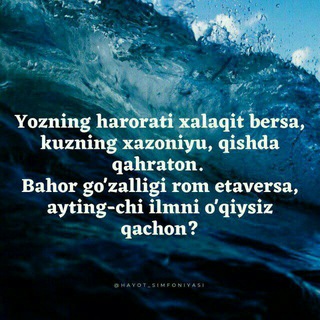 Yozning harorati xalaqit bersa,
kuzning xazoniyu, qishda
qahraton.
Bahor go'zalligi rom etaversa,
ayting-chi ilmni o'qiysiz
qachon?
@HAYOT_SIMFONIYASI